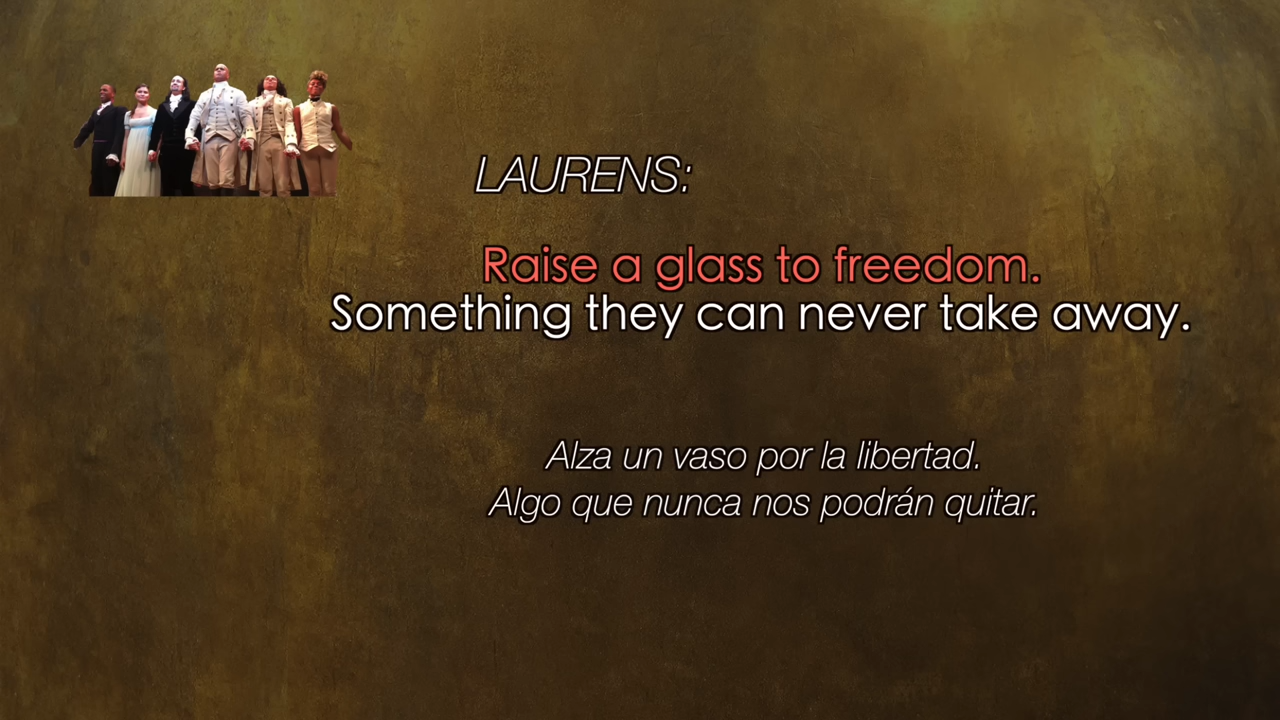 LAURENS:
Raise a glass to freedom.
Something they can never take away.
Alza un vaso por la libertad.
Algo que nunca nos podrán quitar.